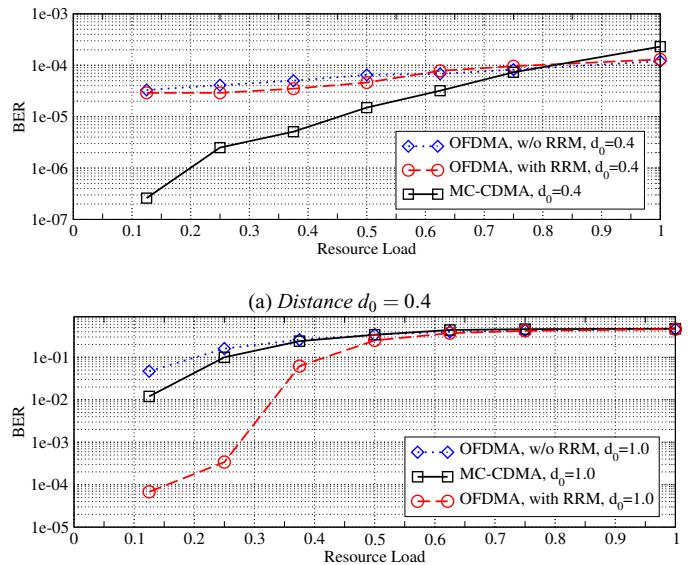 1e-03
1e-04
1e-05
1e-06
1e-07
BER
OFDMA, w/o RRM, d0=0.4
OFDMA, with RRM, d0=0.4
MC-CDMA, d0=0.4
0 0.1 0.2 0.3 0.4 0.5 0.6 0.7 0.8 0.9 1
Resource Load
(a) Distance d0 = 0.4
1e-01
1e-02
1e-03
1e-04
1e-05
BER
OFDMA, w/o RRM, d0=1.0
MC-CDMA, d0=1.0
OFDMA, with RRM, d0=1.0
0 0.1 0.2 0.3 0.4 0.5 0.6 0.7 0.8 0.9 1
Resource Load